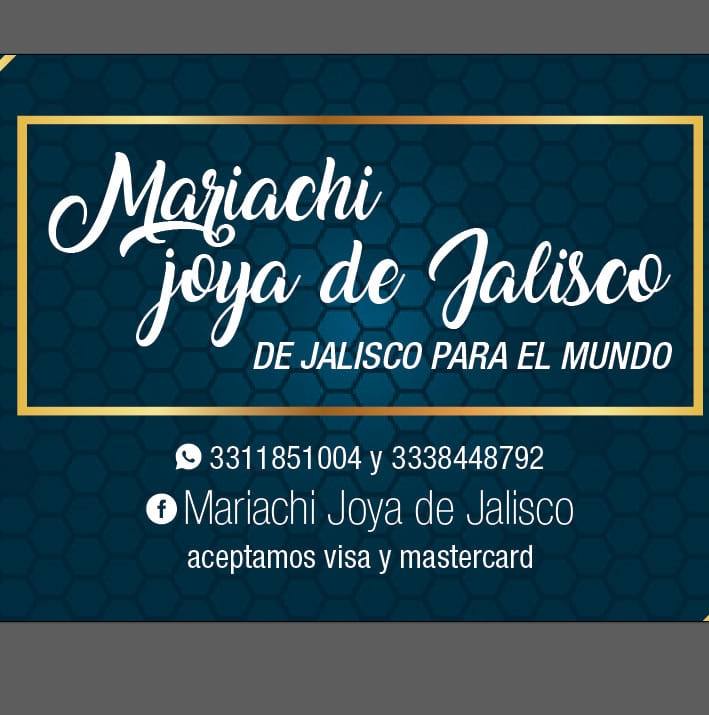 Mariachi
joya de Jalisco
DE JALISCO PARA EL MUNDO
3311851004 y 3338448792
Mariachi Joya de Jalisco
aceptamos visa y mastercard